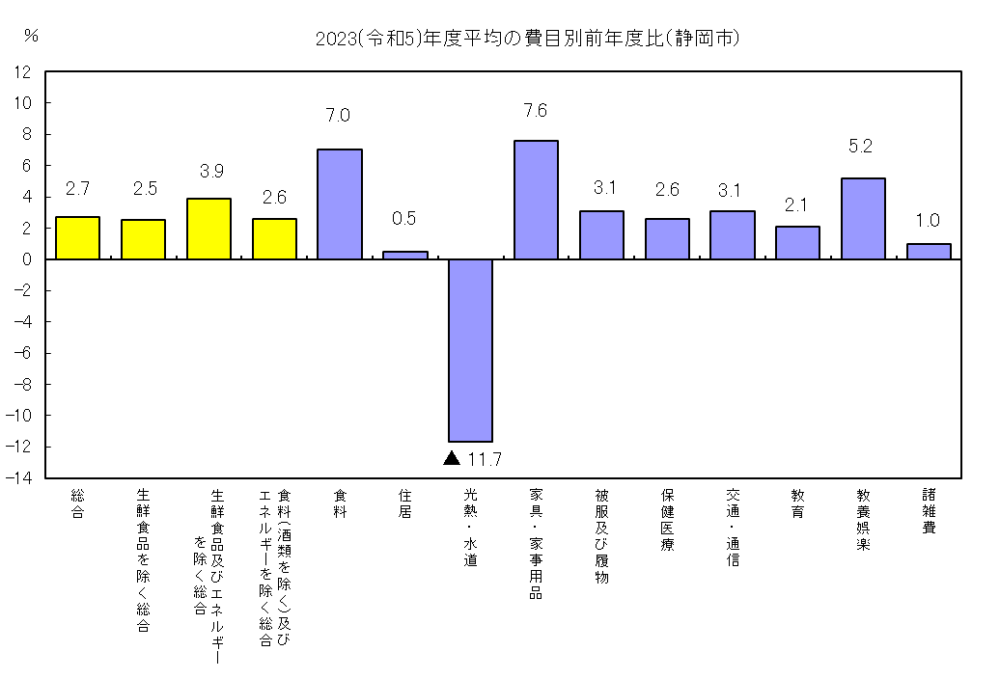 %
2023(令和5)年度平均の費目別前年度比(静岡市)
12
10
8
6
4
2
0
-2
-4
-6
-8
-10
-12
-14
2.7
2.5
3.9
2.6
7.0
0.5
▲ 11.7
7.6
3.1
2.6
3.1
2.1
5.2
1.0
総合
生鮮食品を除く総合
生鮮食品及びエネルギー
を除く総合
食料(酒類を除く)及び
エネルギーを除く総合
食料
住居
光熱・水道
家具・家事用品
被服及び履物
保健医療
交通・通信
教育
教養娯楽
諸雑費